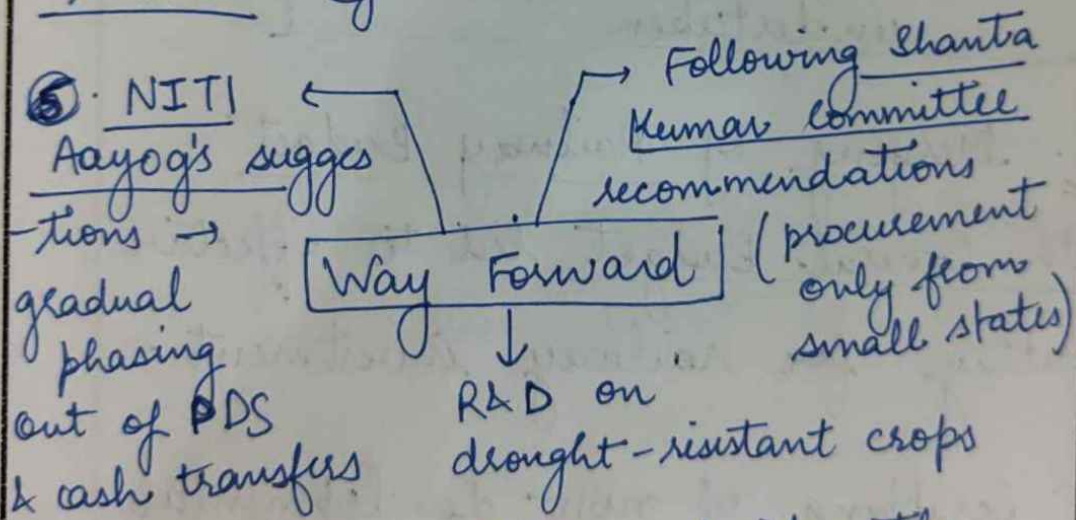 5. NITI
Aayog's sugges
-tions →
gradual
phasing
out of PDS
& cash transfers
Following Shanta
Kumar Committee
recommendations
(procurement
only from
small states)
Way Forward
R&D on
drought-resistant crops